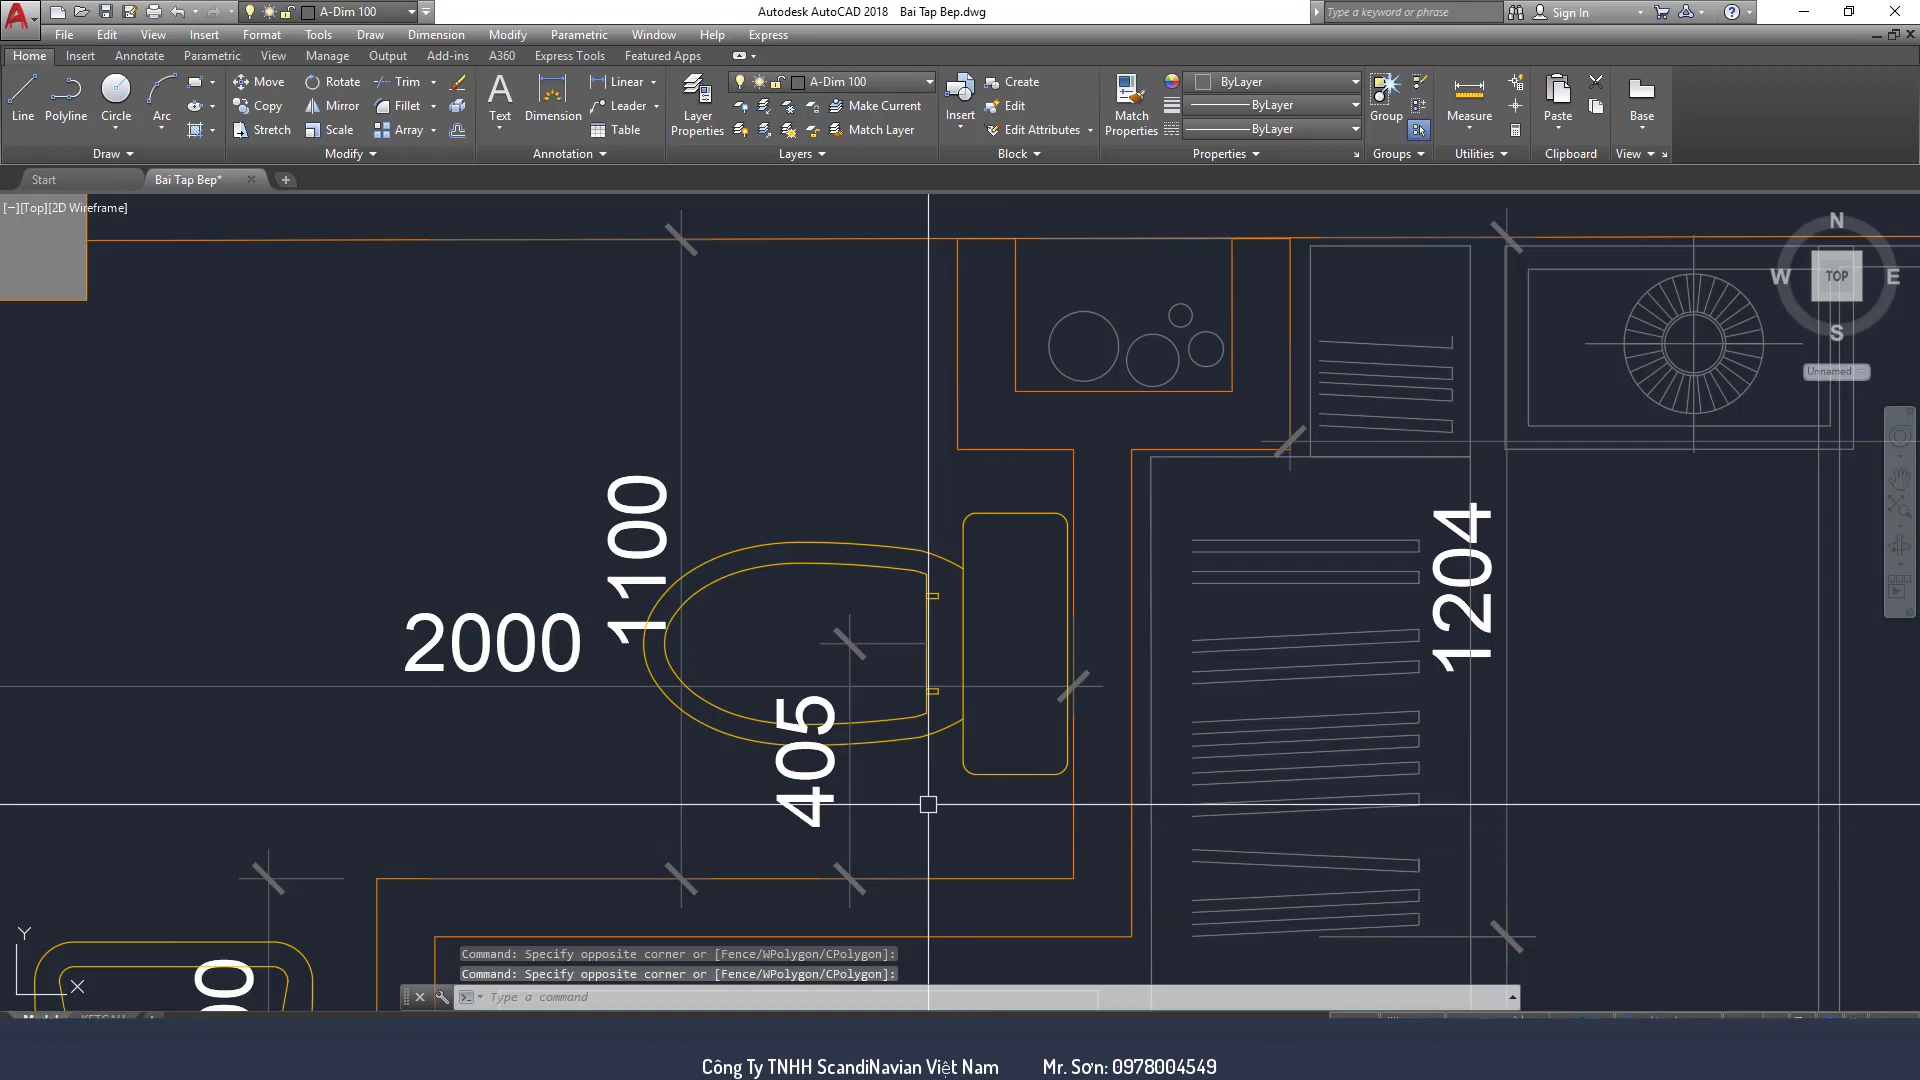 A-Dim 100
Autodesk AutoCAD 2018 Bai Tap Bep.dwg
Type a keyword or phrase
Sign In
File Edit View Insert Format Tools Draw Dimension Modify Parametric Window Help Express
Home Insert Annotate Parametric View Manage Output Add-ins A360 Express Tools Featured Apps
Line Polyline Circle Arc
Draw
Move Rotate Trim
Copy Mirror Fillet
Stretch Scale Array
Modify
Text Dimension
Linear
Leader
Table
Annotation
Layer Properties
A-Dim 100
Make Current
Match Layer
Layers
Insert
Create
Edit
Edit Attributes
Block
Match Properties
ByLayer
ByLayer
ByLayer
Properties
Group
Groups
Measure
Utilities
Paste
Clipboard
Base
View
Start
Bai Tap Bep*
[−][Top][2D Wireframe]
N
W TOP E
S
Unnamed
1100
2000
405
1204
Y
X
Command: Specify opposite corner or [Fence/WPolygon/CPolygon]:
Command: Specify opposite corner or [Fence/WPolygon/CPolygon]:
Type a command
Công Ty TNHH ScandiNavian Việt Nam Mr. Sơn: 0978004549